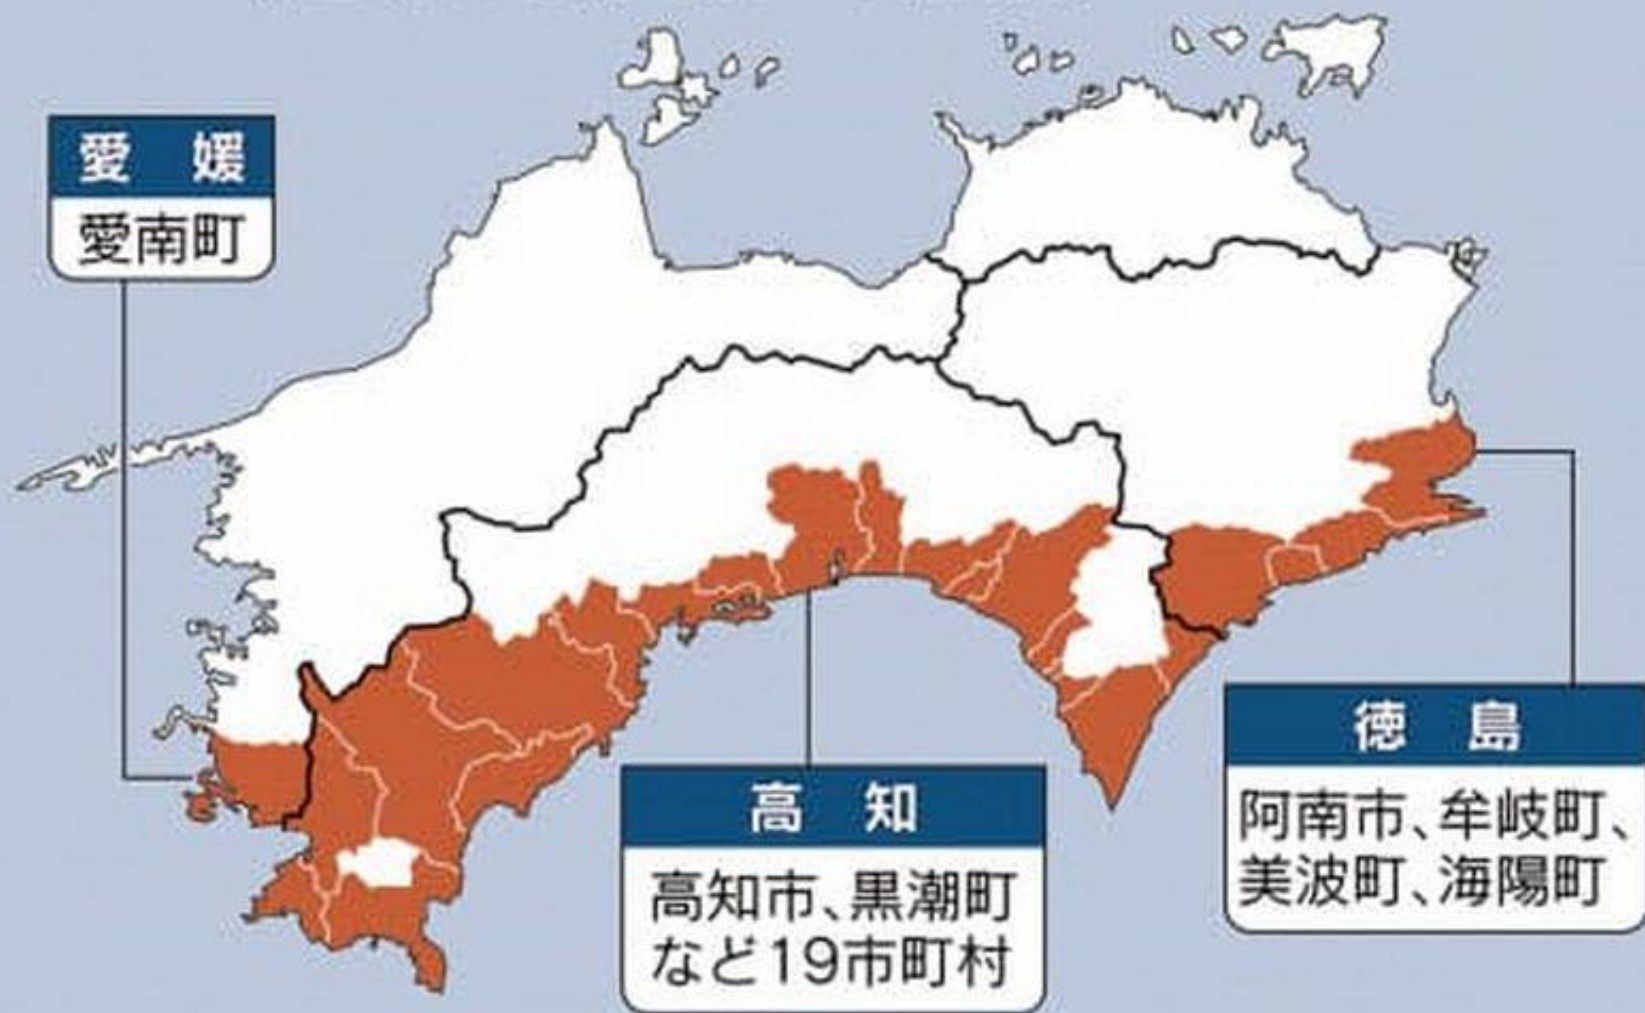 愛媛
愛南町
高知
高知市、黒潮町
など19市町村
徳島
阿南市、牟岐町、
美波町、海陽町